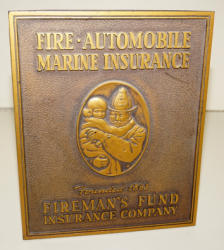 FIRE · AUTOMOBILE
MARINE INSURANCE
Founded 1863
FIREMAN'S FUND
INSURANCE COMPANY